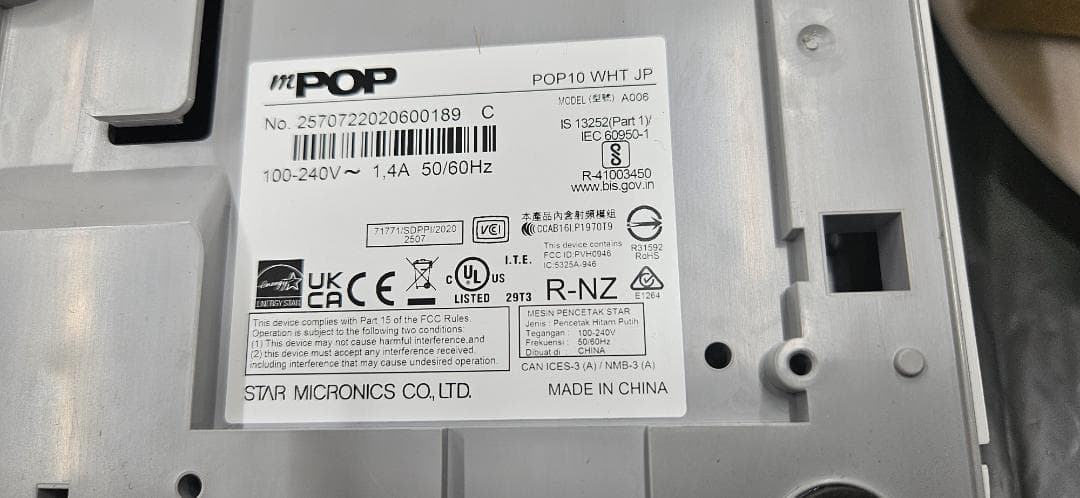 mPOP
POP10 WHT JP
MODEL (型號) A006
No. 2570722020600189 C
IS 13252(Part 1)/
IEC 60950-1
100-240V~ 1,4A 50/60Hz
R-41003450
www.bis.gov.in
71771/SDPPI/2020
2507
VCI
本產品內含射頻模組
CCAB16LP1970T9
This device contains
FCC ID:PVH0946
IC:5325A-946
R31592
RoHS
energy
ENERGY STAR
UK
CA
CE
I.T.E.
c UL US
LISTED 29T3
R-NZ
E1264
This device complies with Part 15 of the FCC Rules.
Operation is subject to the following two conditions:
(1) This device may not cause harmful interference,and
(2) this device must accept any interference received,
including interference that may cause undesired operation.
MESIN PENCETAK STAR
Jenis : Pencetak Hitam Putih
Tegangan : 100-240V
Frekuensi : 50/60Hz
Dibuat di : CHINA
CAN ICES-3 (A) / NMB-3 (A)
STAR MICRONICS CO., LTD.
MADE IN CHINA